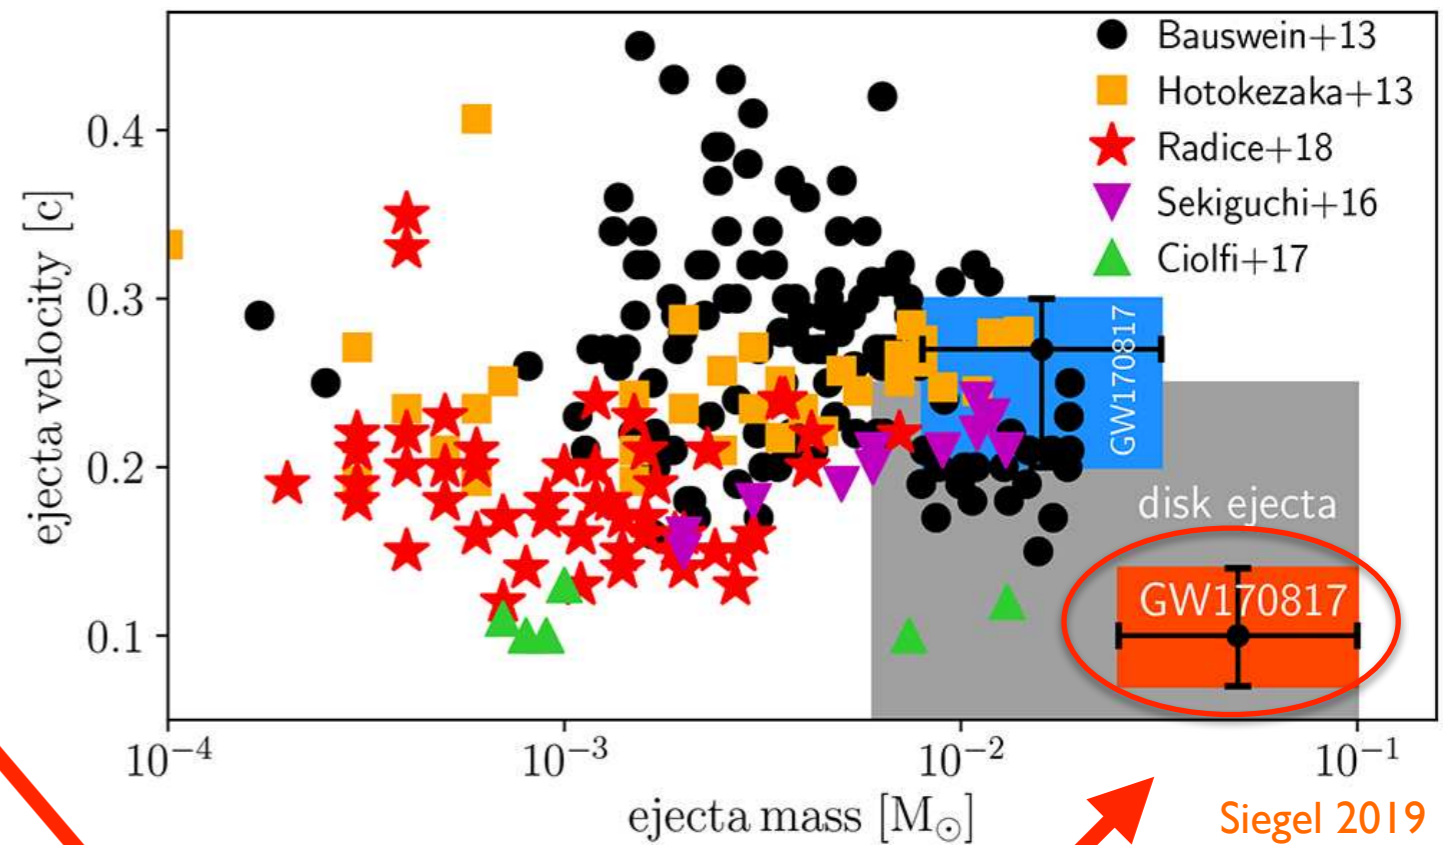 Bauswein+13
Hotokezaka+13
Radice+18
Sekiguchi+16
Ciolfi+17
0.4
0.3
0.2
0.1
ejecta velocity [c]
GW170817
disk ejecta
GW170817
10⁻⁴
10⁻³
10⁻²
10⁻¹
ejecta mass [M⊙]
Siegel 2019